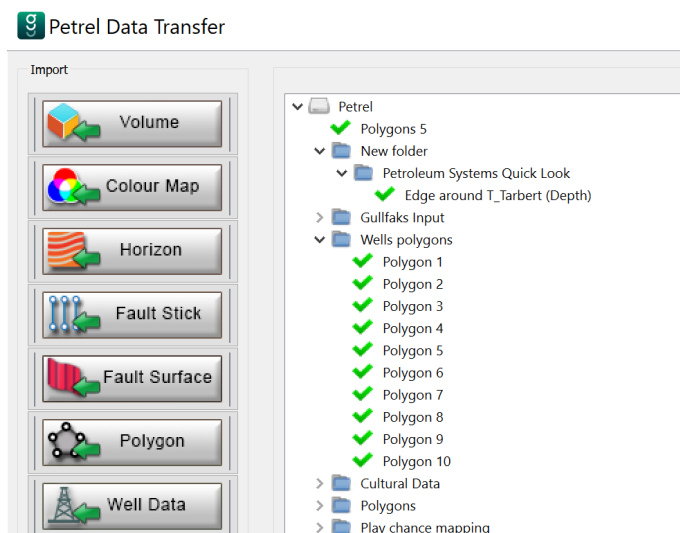 Petrel Data Transfer
Import
Volume
Colour Map
Horizon
Fault Stick
Fault Surface
Polygon
Well Data
Petrel
Polygons 5
New folder
Petroleum Systems Quick Look
Edge around T_Tarbert (Depth)
Gullfaks Input
Wells polygons
Polygon 1
Polygon 2
Polygon 3
Polygon 4
Polygon 5
Polygon 6
Polygon 7
Polygon 8
Polygon 9
Polygon 10
Cultural Data
Polygons
Play chance mapping